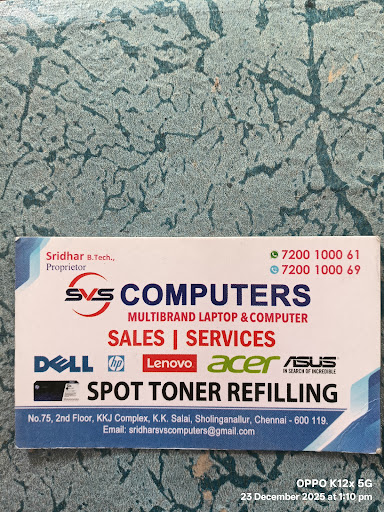 Sridhar B.Tech.,
Proprietor
7200 1000 61
7200 1000 69
SVS COMPUTERS
MULTIBRAND LAPTOP & COMPUTER
SALES | SERVICES
DELL hp Lenovo acer ASUS
IN SEARCH OF INCREDIBLE
SPOT TONER REFILLING
No.75, 2nd Floor, KKJ Complex, K.K. Salai, Sholinganallur, Chennai - 600 119.
Email: sridharsvscomputers@gmail.com
OPPO K12x 5G
23 December 2025 at 1:10 pm